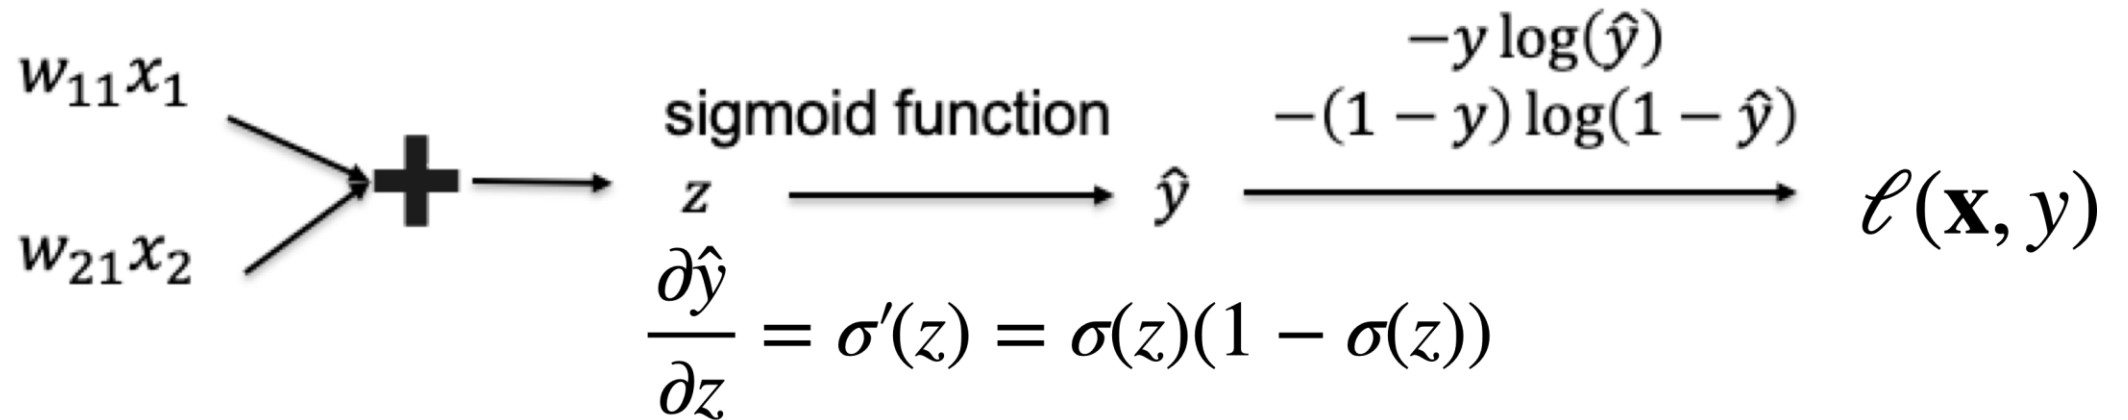 −y log(ŷ)
−(1 − y) log(1 − ŷ)
w₁₁x₁
sigmoid function
w₂₁x₂
z
ŷ
ℓ(𝐱, y)
∂ŷ/∂z = σ′(z) = σ(z)(1 − σ(z))